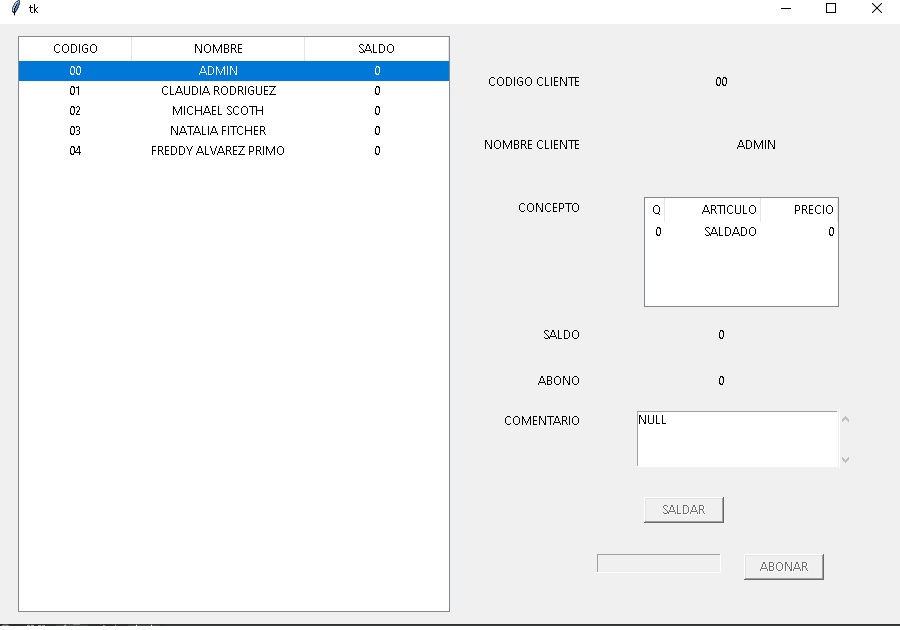 tk
CODIGO NOMBRE SALDO
00 ADMIN 0
01 CLAUDIA RODRIGUEZ 0
02 MICHAEL SCOTH 0
03 NATALIA FITCHER 0
04 FREDDY ALVAREZ PRIMO 0
CODIGO CLIENTE 00
NOMBRE CLIENTE ADMIN
CONCEPTO
Q ARTICULO PRECIO
0 SALDADO 0
SALDO 0
ABONO 0
COMENTARIO NULL
SALDAR
ABONAR